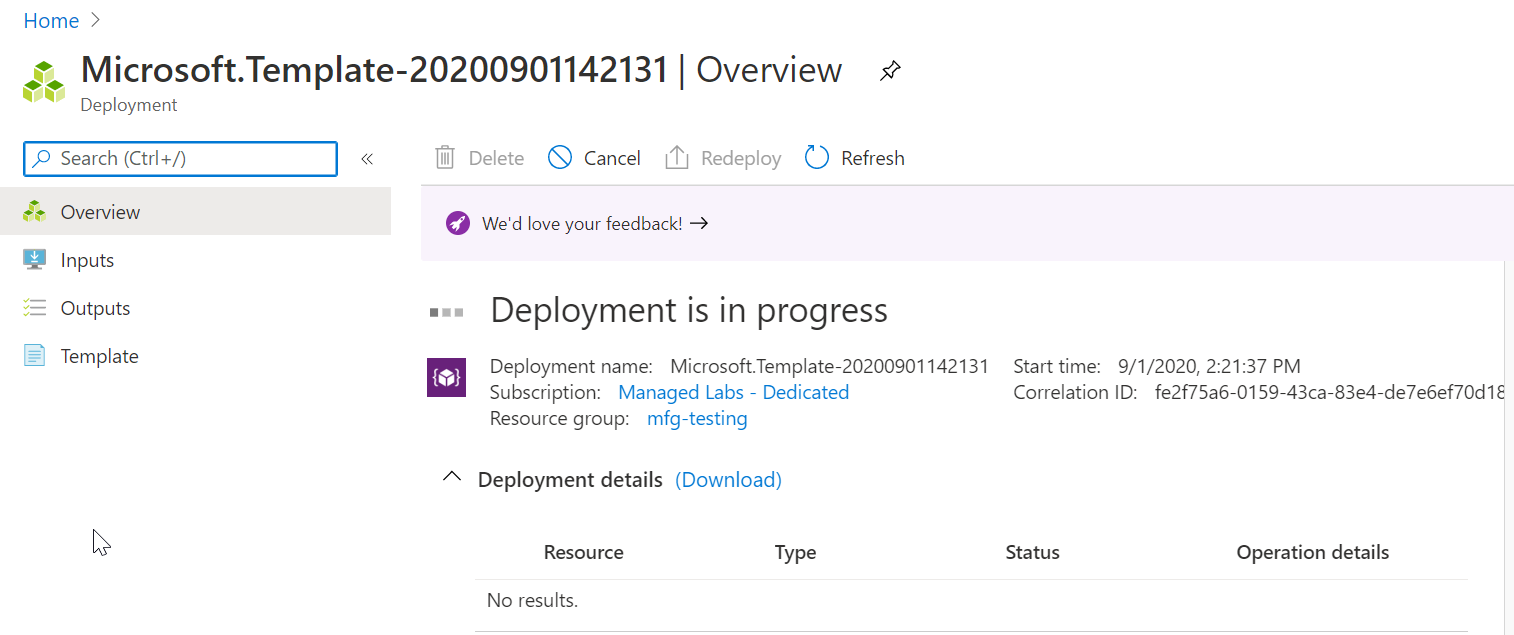 Home
Microsoft.Template-20200901142131 | Overview
Deployment
Search (Ctrl+/)
«
Delete
Cancel
Redeploy
Refresh
Overview
Inputs
Outputs
Template
We'd love your feedback! →
Deployment is in progress
Deployment name: Microsoft.Template-20200901142131 Start time: 9/1/2020, 2:21:37 PM
Subscription: Managed Labs - Dedicated Correlation ID: fe2f75a6-0159-43ca-83e4-de7e6ef70d18
Resource group: mfg-testing
Deployment details (Download)
Resource Type Status Operation details
No results.